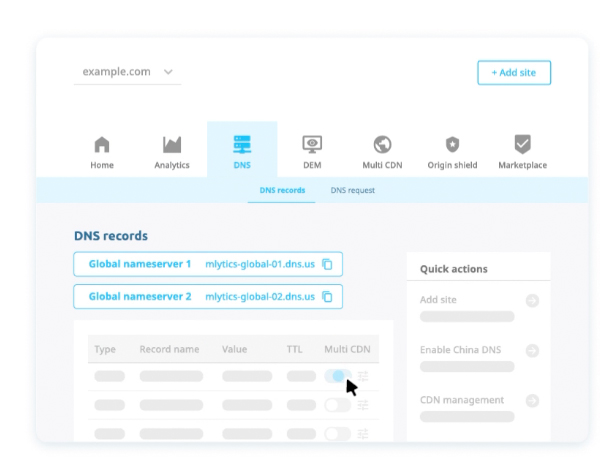 example.com
+ Add site
Home Analytics DNS DEM Multi CDN Origin shield Marketplace
DNS records DNS request
DNS records
Global nameserver 1 mlytics-global-01.dns.us
Global nameserver 2 mlytics-global-02.dns.us
Type Record name Value TTL Multi CDN
Quick actions
Add site
Enable China DNS
CDN management